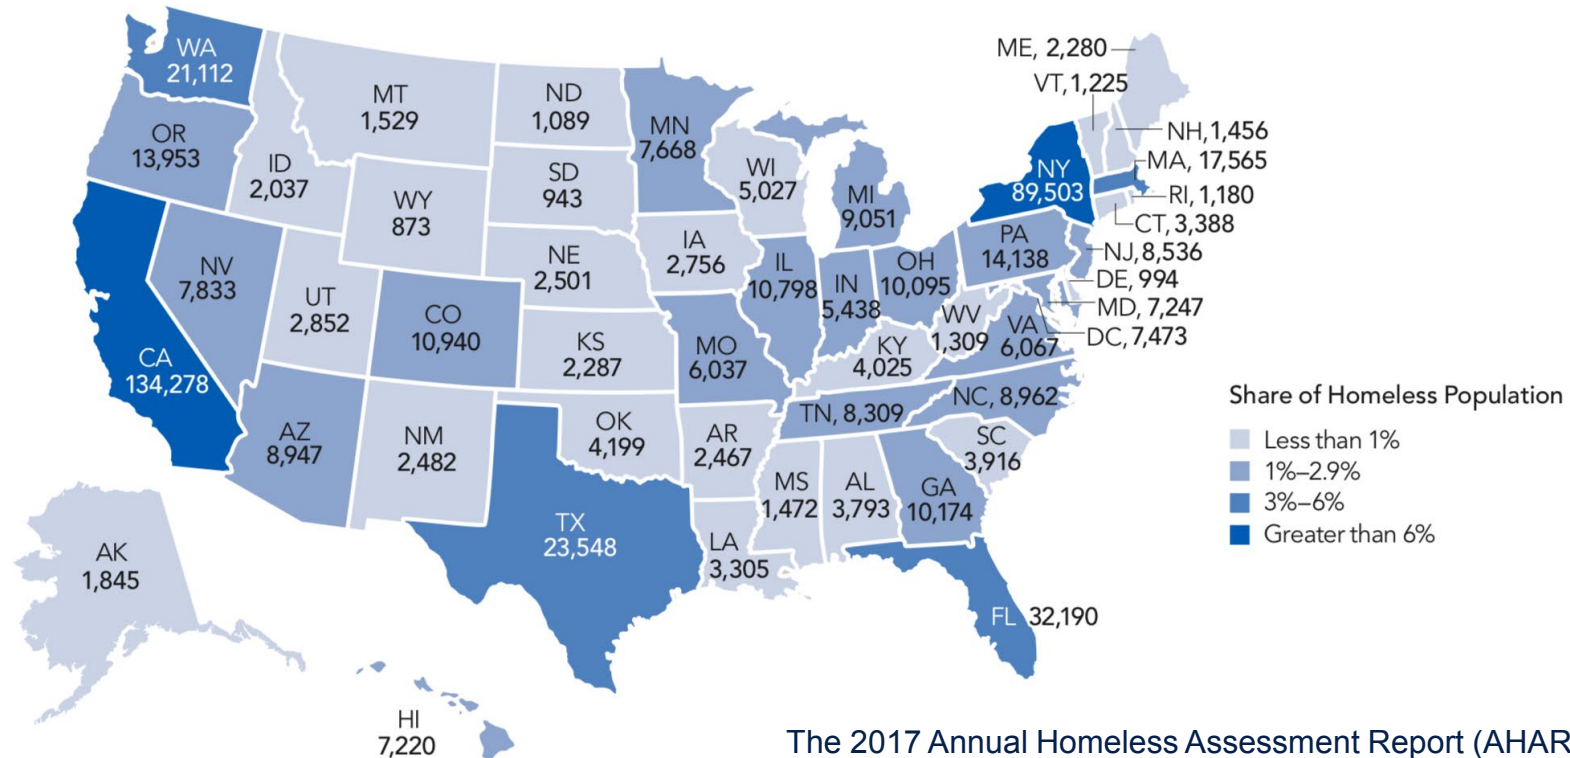 WA
21,112
OR
13,953
CA
134,278
ID
2,037
NV
7,833
MT
1,529
WY
873
UT
2,852
AZ
8,947
CO
10,940
NM
2,482
ND
1,089
SD
943
NE
2,501
KS
2,287
OK
4,199
TX
23,548
MN
7,668
IA
2,756
MO
6,037
AR
2,467
LA
3,305
WI
5,027
IL
10,798
MI
9,051
IN
5,438
OH
10,095
KY
4,025
TN, 8,309
MS
1,472
AL
3,793
GA
10,174
FL 32,190
SC
3,916
NC, 8,962
VA
6,067
WV
1,309
PA
14,138
NY
89,503
ME, 2,280
VT, 1,225
NH, 1,456
MA, 17,565
RI, 1,180
CT, 3,388
NJ, 8,536
DE, 994
MD, 7,247
DC, 7,473
AK
1,845
HI
7,220
Share of Homeless Population
Less than 1%
1%–2.9%
3%–6%
Greater than 6%
The 2017 Annual Homeless Assessment Report (AHAR